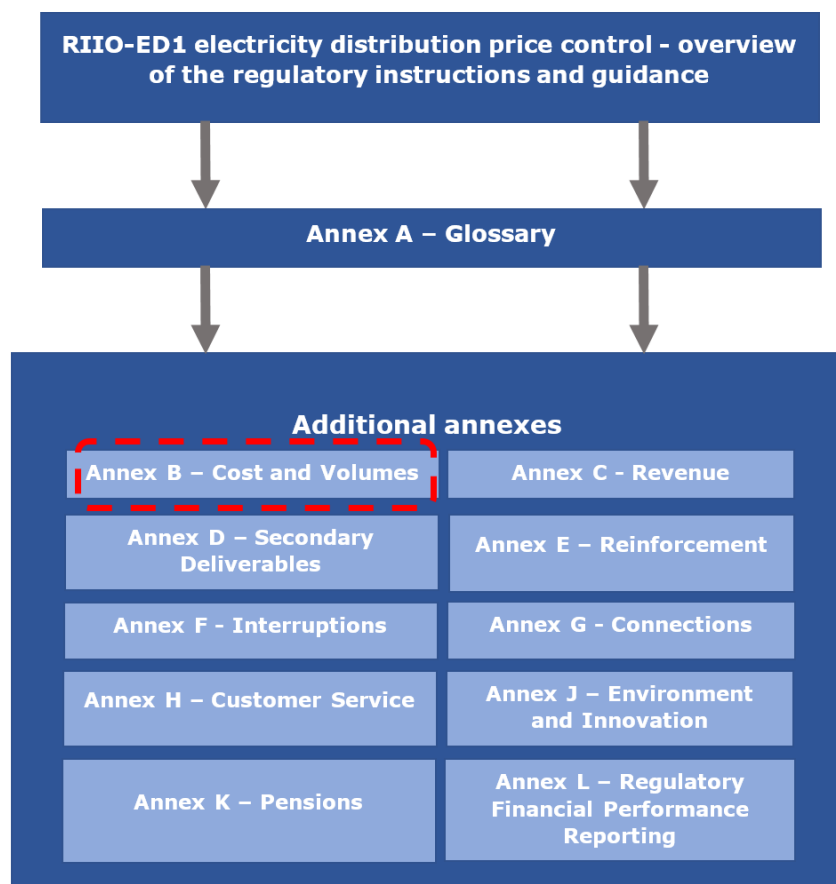 RIIO-ED1 electricity distribution price control - overview
of the regulatory instructions and guidance
Annex A – Glossary
Additional annexes
Annex B – Cost and Volumes
Annex C - Revenue
Annex D – Secondary
Deliverables
Annex E – Reinforcement
Annex F - Interruptions
Annex G - Connections
Annex H – Customer Service
Annex J – Environment
and Innovation
Annex K – Pensions
Annex L – Regulatory
Financial Performance
Reporting